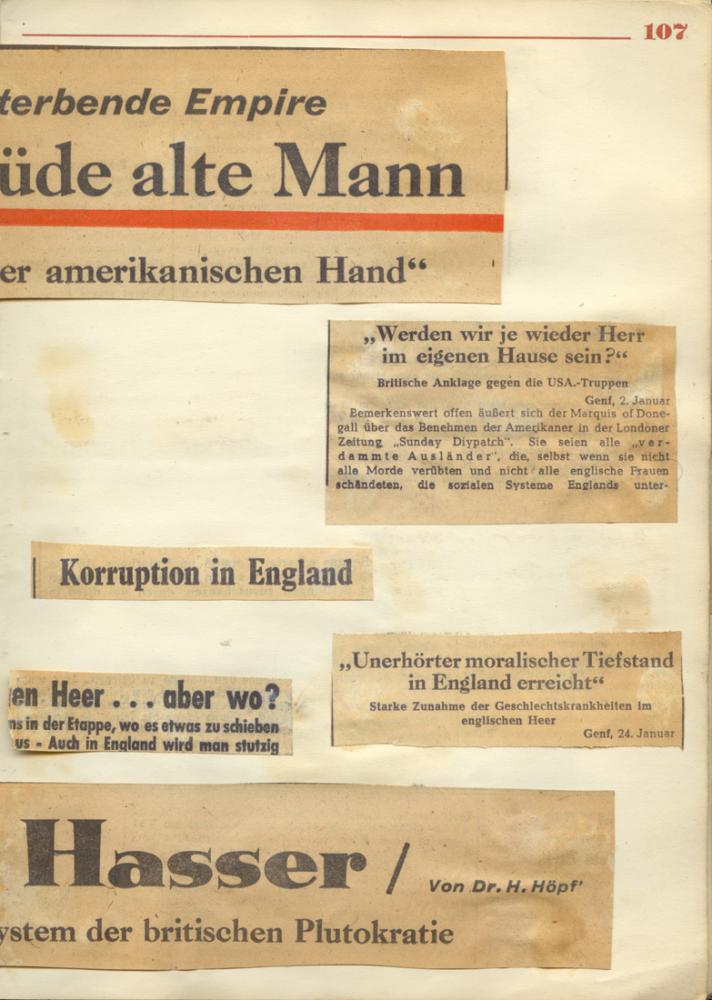 107
terbende Empire
üde alte Mann
er amerikanischen Hand“
„Werden wir je wieder Herr
im eigenen Hause sein?“
Britische Anklage gegen die USA.-Truppen
Genf, 2. Januar
Bemerkenswert offen äußert sich der Marquis of Done-
gall über das Benehmen der Amerikaner in der Londoner
Zeitung „Sunday Diypatch“. Sie seien alle „ver-
dammte Ausländer“, die, selbst wenn sie nicht
alle Morde verübten und nicht alle englische Frauen
schändeten, die sozialen Systeme Englands unter-
Korruption in England
en Heer . . . aber wo?
ns in der Etappe, wo es etwas zu schieben
us - Auch in England wird man stutzig
„Unerhörter moralischer Tiefstand
in England erreicht“
Starke Zunahme der Geschlechtskrankheiten im
englischen Heer
Genf, 24. Januar
Hasser / Von Dr. H. Höpf'
ystem der britischen Plutokratie